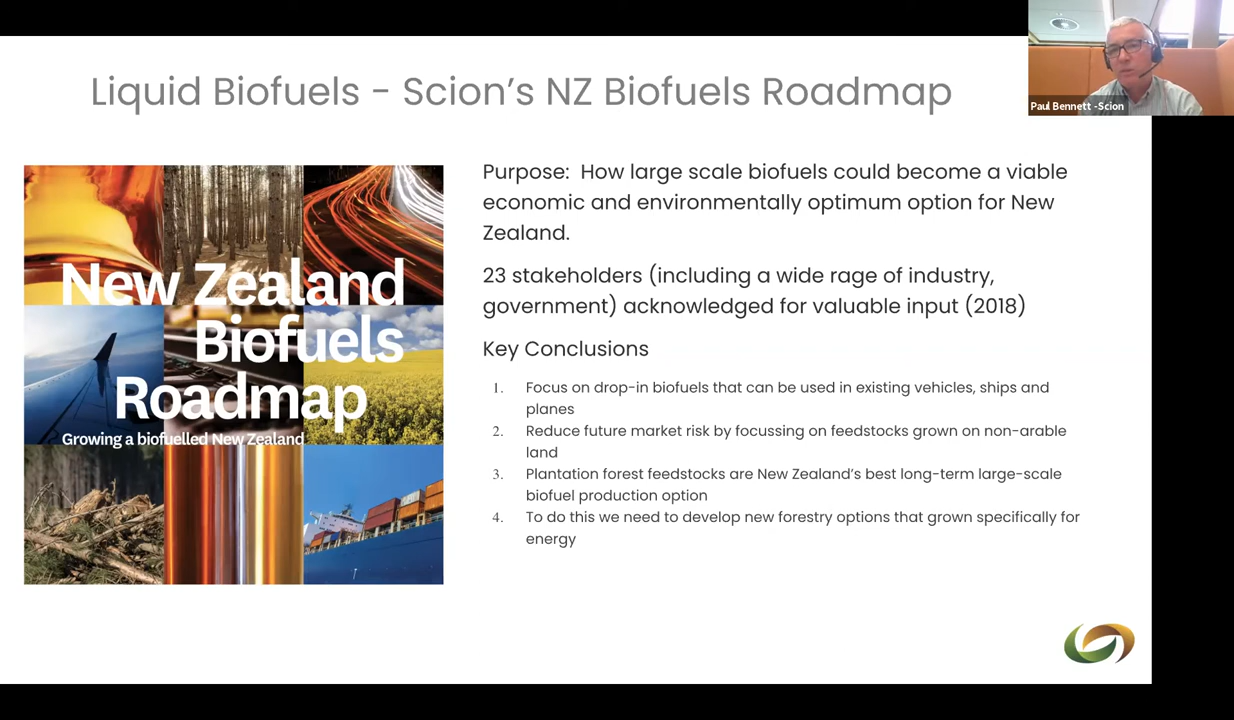 Liquid Biofuels - Scion's NZ Biofuels Roadmap
Paul Bennett -Scion
New Zealand
Biofuels
Roadmap
Growing a biofuelled New Zealand
Purpose:  How large scale biofuels could become a viable
economic and environmentally optimum option for New
Zealand.
23 stakeholders (including a wide rage of industry,
government) acknowledged for valuable input (2018)
Key Conclusions
1. Focus on drop-in biofuels that can be used in existing vehicles, ships and
planes
2. Reduce future market risk by focussing on feedstocks grown on non-arable
land
3. Plantation forest feedstocks are New Zealand's best long-term large-scale
biofuel production option
4. To do this we need to develop new forestry options that grown specifically for
energy